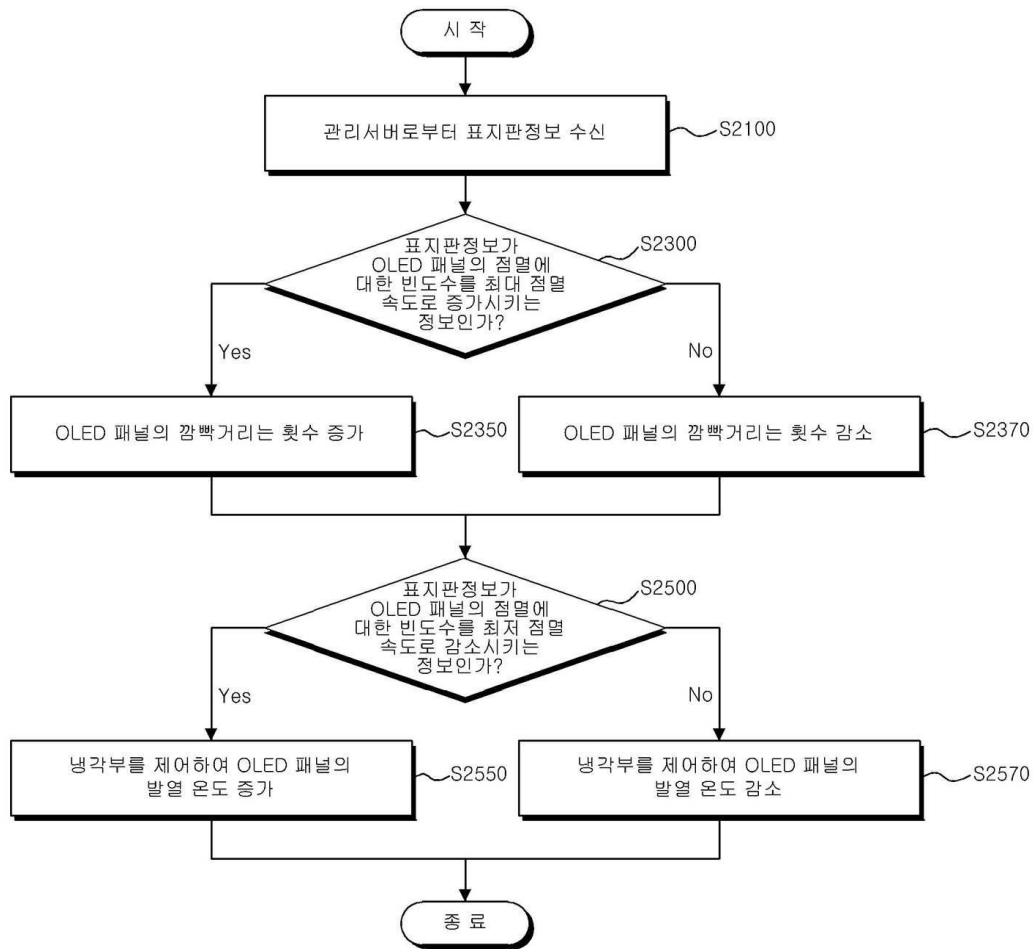 시 작
관리서버로부터 표지판정보 수신
S2100
표지판정보가
OLED 패널의 점멸에
대한 빈도수를 최대 점멸
속도로 증가시키는
정보인가?
S2300
Yes
No
OLED 패널의 깜빡거리는 횟수 증가
S2350
OLED 패널의 깜빡거리는 횟수 감소
S2370
표지판정보가
OLED 패널의 점멸에
대한 빈도수를 최저 점멸
속도로 감소시키는
정보인가?
S2500
Yes
No
냉각부를 제어하여 OLED 패널의
발열 온도 증가
S2550
냉각부를 제어하여 OLED 패널의
발열 온도 감소
S2570
종 료